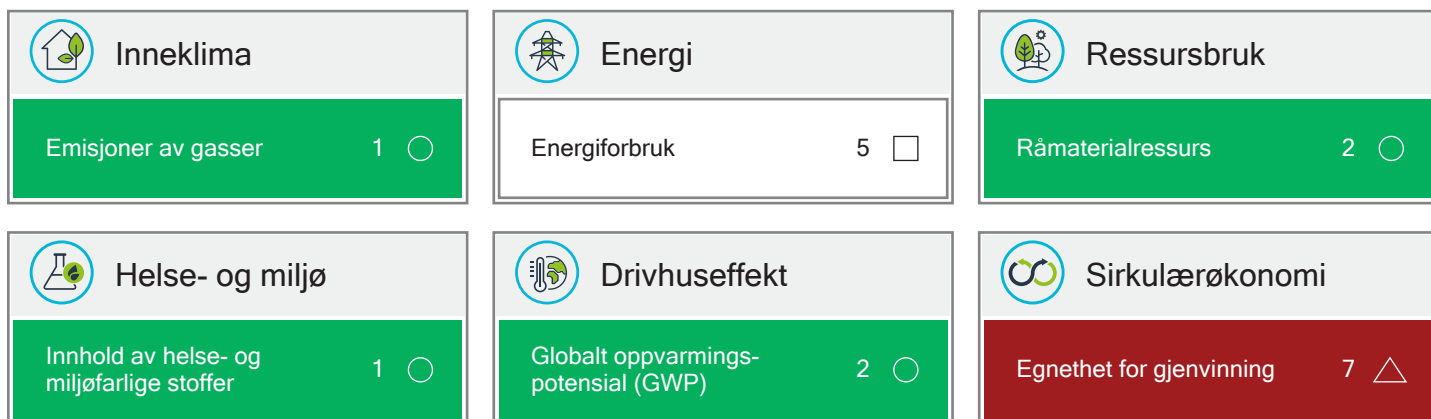 Inneklima
Emisjoner av gasser 1
Energi
Energiforbruk 5
Ressursbruk
Råmaterialressurs 2
Helse- og miljø
Innhold av helse- og
miljøfarlige stoffer 1
Drivhuseffekt
Globalt oppvarmings-
potensial (GWP) 2
Sirkulærøkonomi
Egnethet for gjenvinning 7